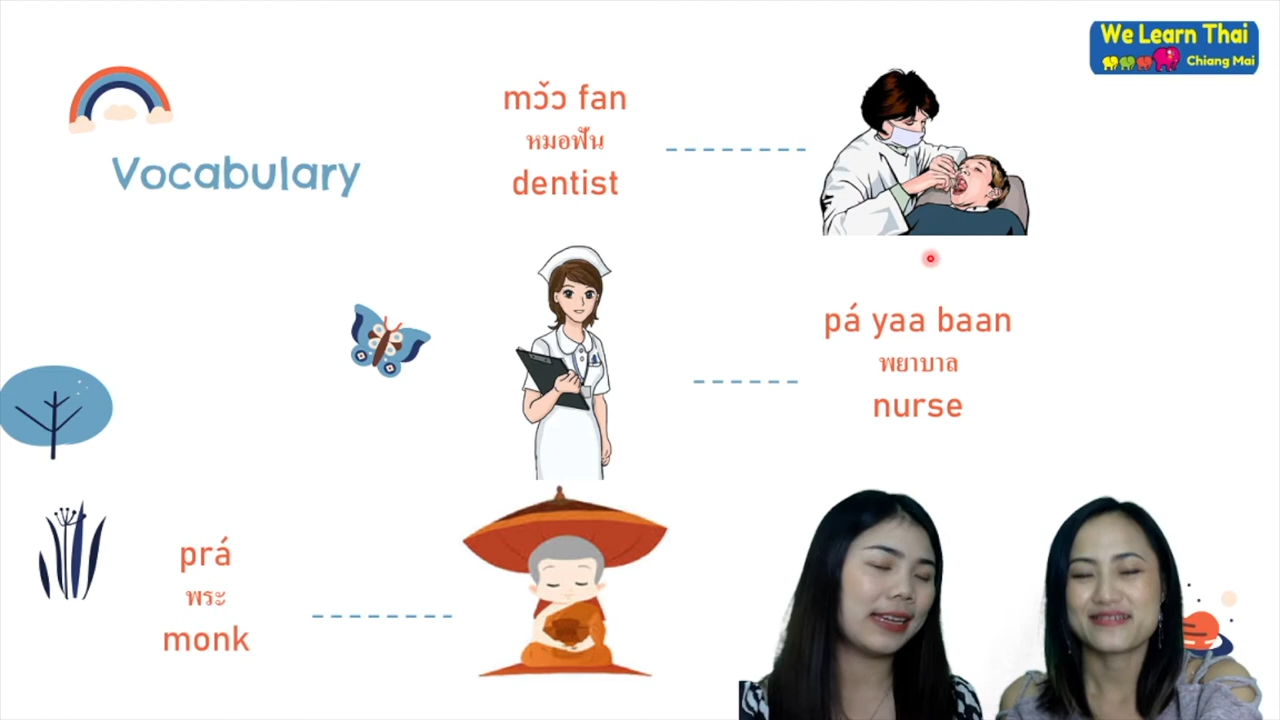 We Learn Thai
Chiang Mai
Vocabulary
mɔ̌ɔ fan
หมอฟัน
dentist
pá yaa baan
พยาบาล
nurse
prá
พระ
monk